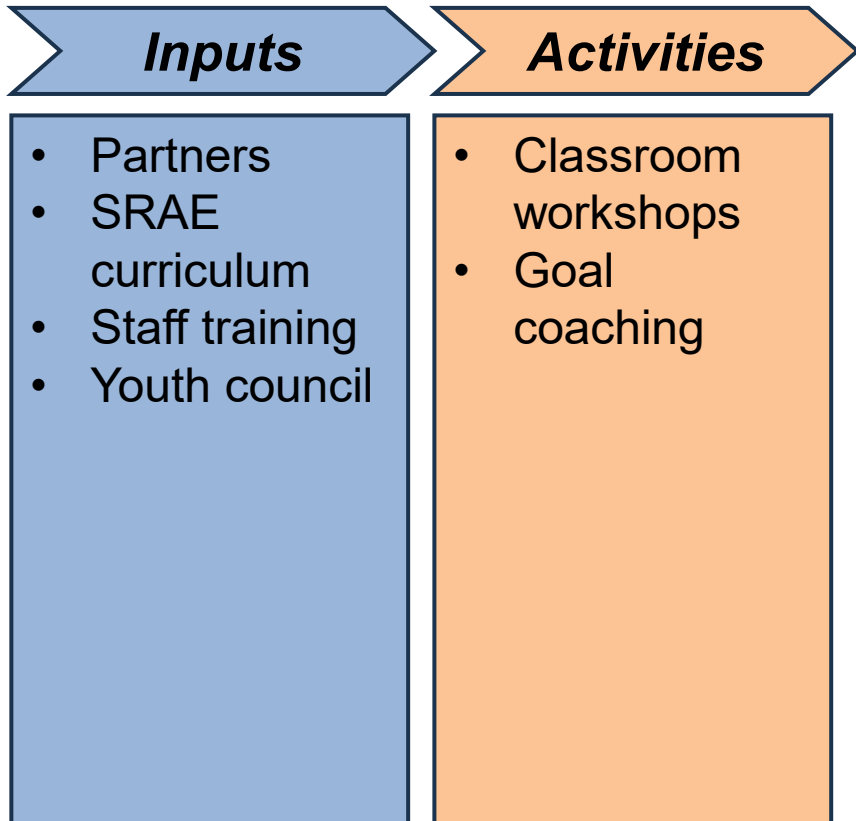 Inputs
Activities
• Partners
• SRAE
curriculum
• Staff training
• Youth council
• Classroom
workshops
• Goal
coaching